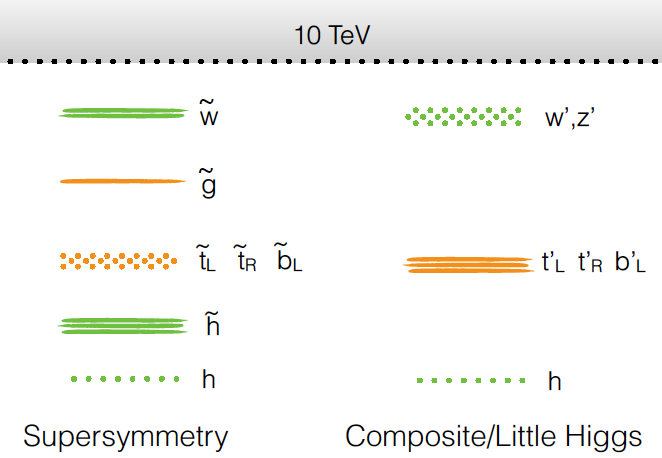 10 TeV
w̃ w',z'
g̃
t̃L t̃R b̃L t'L t'R b'L
h̃
h h
Supersymmetry Composite/Little Higgs